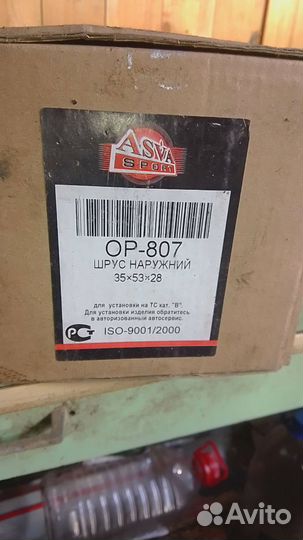 ASVA
SPORT
OP-807
ШРУС НАРУЖНИЙ
35×53×28
для установки на ТС кат. "В".
Для установки изделия обратитесь
в авторизованный автосервис.
РСТ ISO-9001/2000
Avito